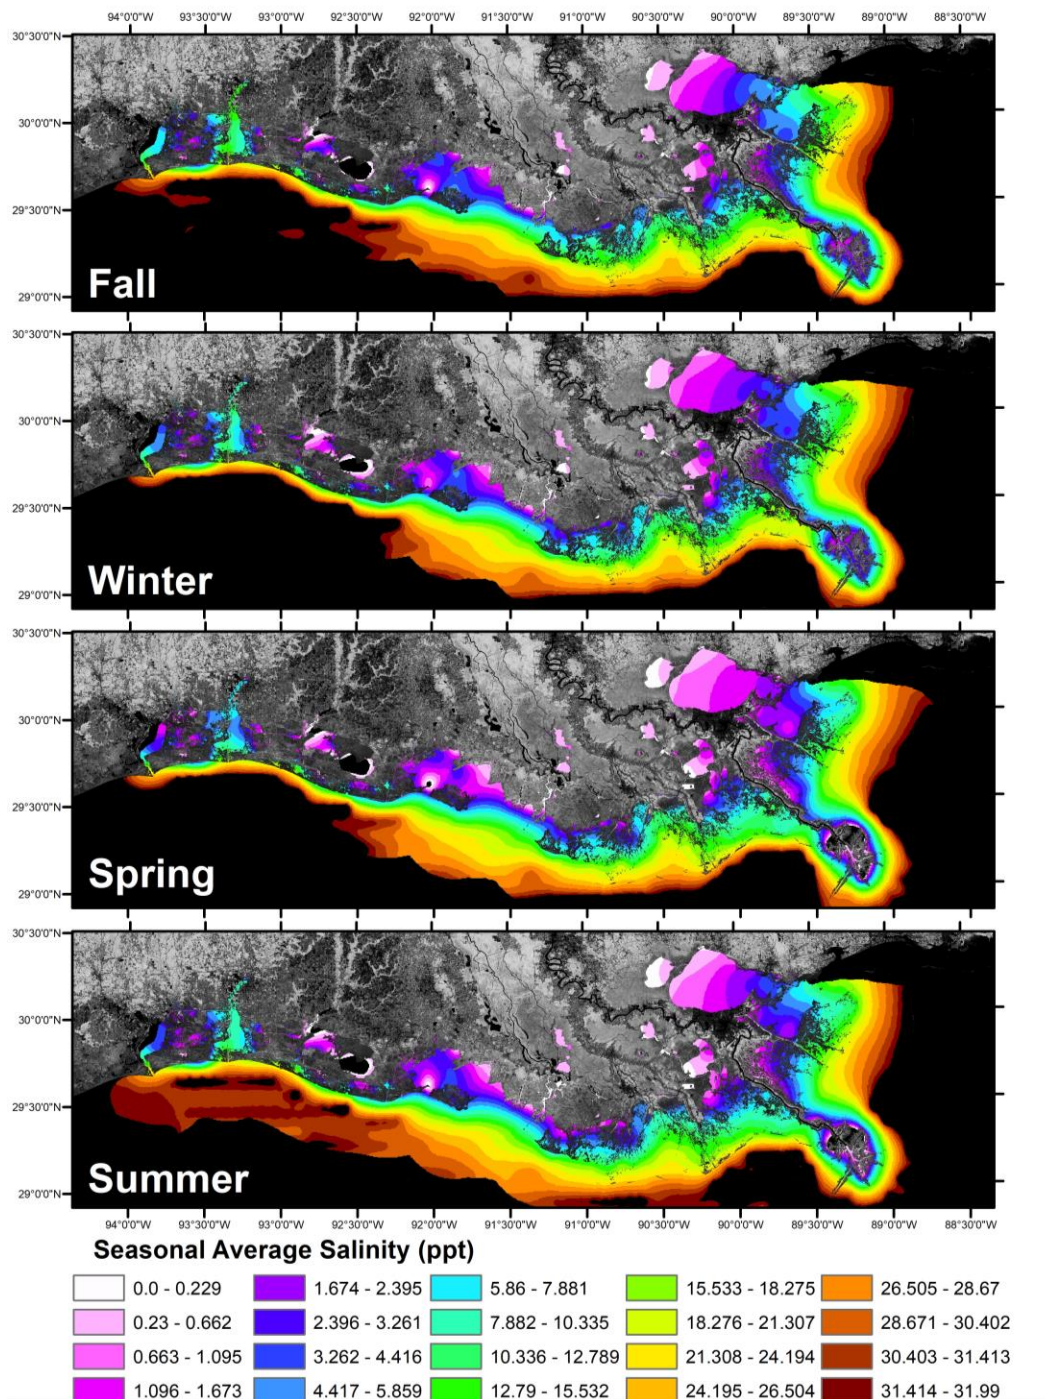 94°0'0"W 93°30'0"W 93°0'0"W 92°30'0"W 92°0'0"W 91°30'0"W 91°0'0"W 90°30'0"W 90°0'0"W 89°30'0"W 89°0'0"W 88°30'0"W
30°30'0"N
30°0'0"N
29°30'0"N
29°0'0"N
Fall
30°30'0"N
30°0'0"N
29°30'0"N
29°0'0"N
Winter
30°30'0"N
30°0'0"N
29°30'0"N
29°0'0"N
Spring
30°30'0"N
30°0'0"N
29°30'0"N
29°0'0"N
Summer
94°0'0"W 93°30'0"W 93°0'0"W 92°30'0"W 92°0'0"W 91°30'0"W 91°0'0"W 90°30'0"W 90°0'0"W 89°30'0"W 89°0'0"W 88°30'0"W
Seasonal Average Salinity (ppt)
0.0 - 0.229 1.674 - 2.395 5.86 - 7.881 15.533 - 18.275 26.505 - 28.67
0.23 - 0.662 2.396 - 3.261 7.882 - 10.335 18.276 - 21.307 28.671 - 30.402
0.663 - 1.095 3.262 - 4.416 10.336 - 12.789 21.308 - 24.194 30.403 - 31.413
1.096 - 1.673 4.417 - 5.859 12.79 - 15.532 24.195 - 26.504 31.414 - 31.99